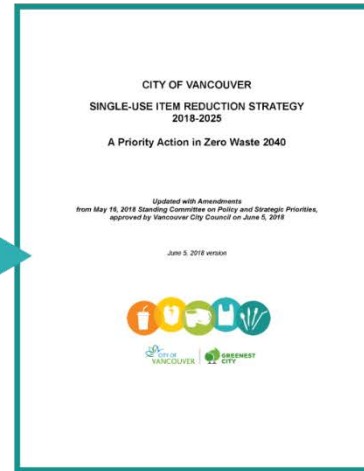 CITY OF VANCOUVER
SINGLE-USE ITEM REDUCTION STRATEGY
2018-2025
A Priority Action in Zero Waste 2040
Updated with Amendments
from May 16, 2018 Standing Committee on Policy and Strategic Priorities,
approved by Vancouver City Council on June 5, 2018
June 5, 2018 version
CITY OF
VANCOUVER
GREENEST
CITY